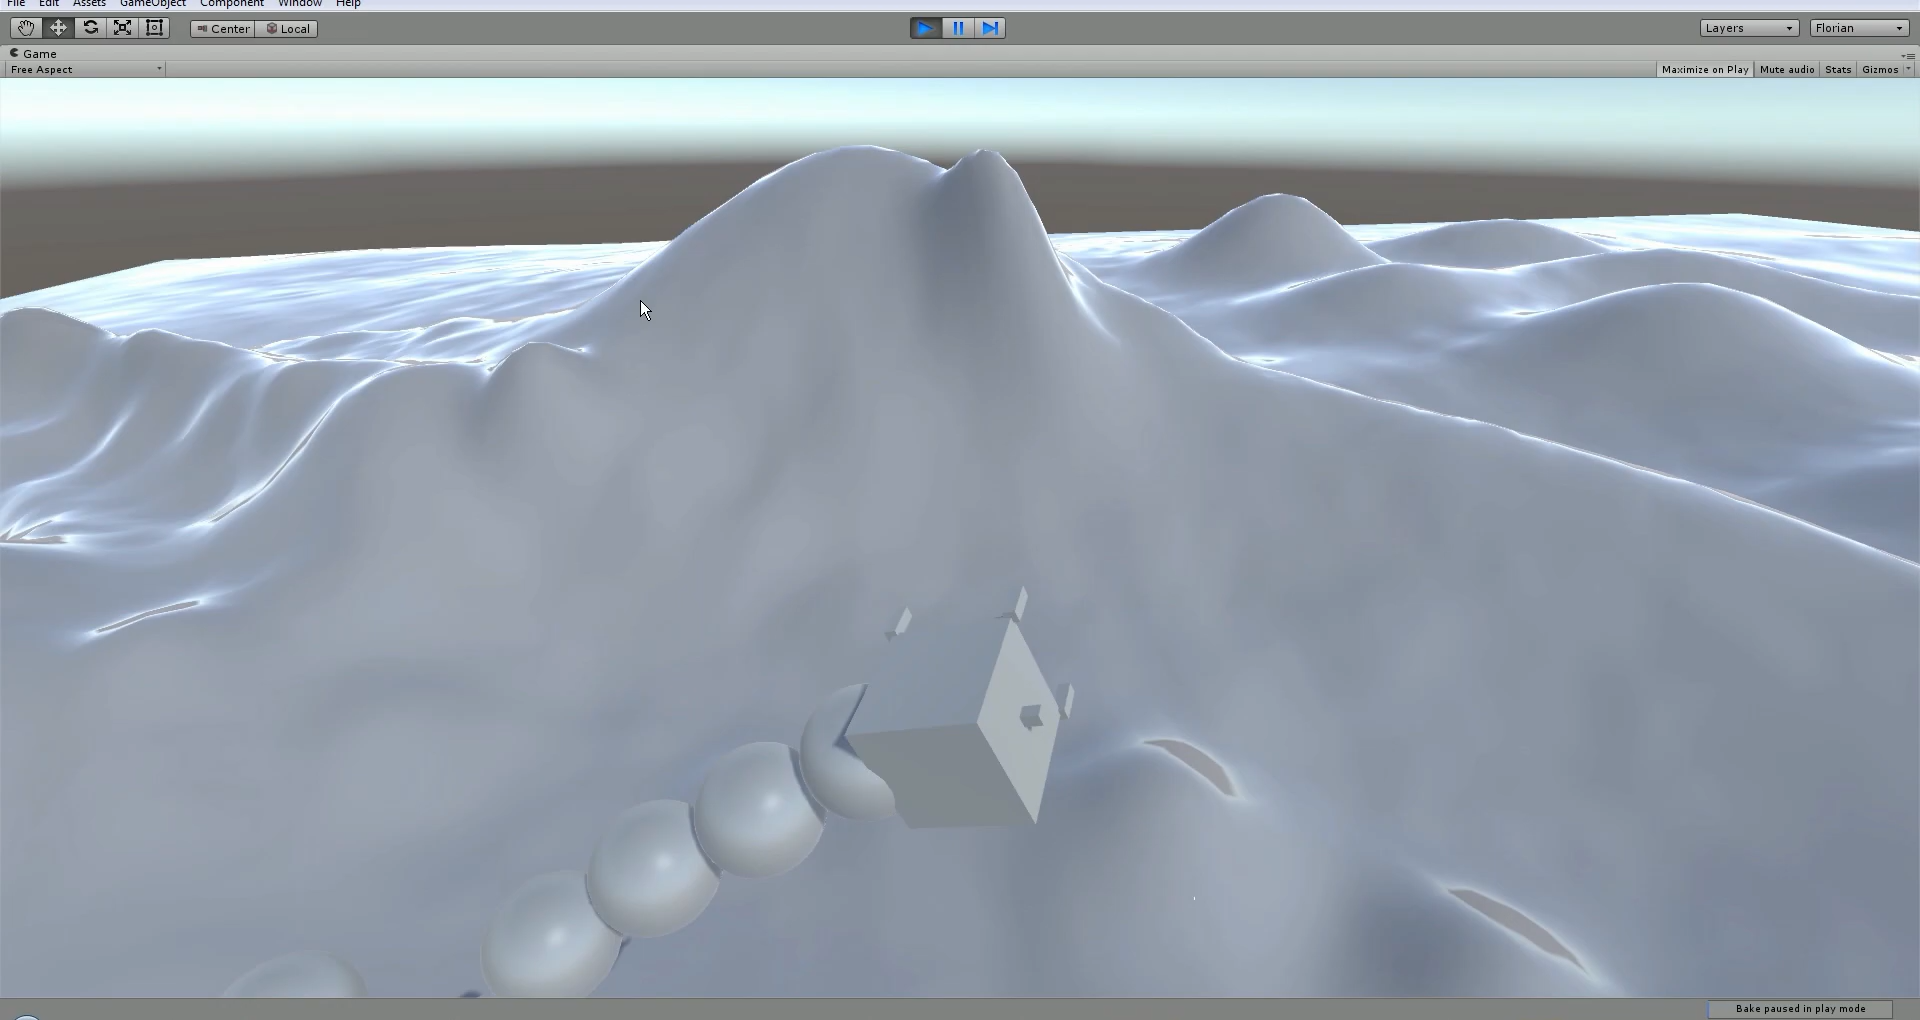 File Edit Assets GameObject Component Window Help
Center Local Layers Florian
Game
Free Aspect Maximize on Play Mute audio Stats Gizmos
Bake paused in play mode